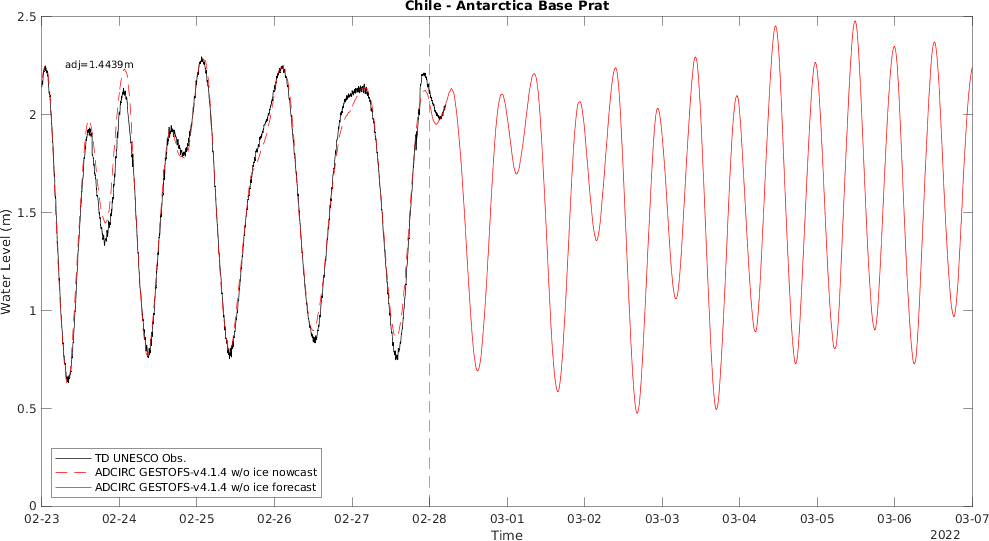 Chile - Antarctica Base Prat
adj=1.4439m
Water Level (m)
2.5
2
1.5
1
0.5
0
TD UNESCO Obs.
ADCIRC GESTOFS-v4.1.4 w/o ice nowcast
ADCIRC GESTOFS-v4.1.4 w/o ice forecast
02-23 02-24 02-25 02-26 02-27 02-28 03-01 03-02 03-03 03-04 03-05 03-06 03-07
Time
2022